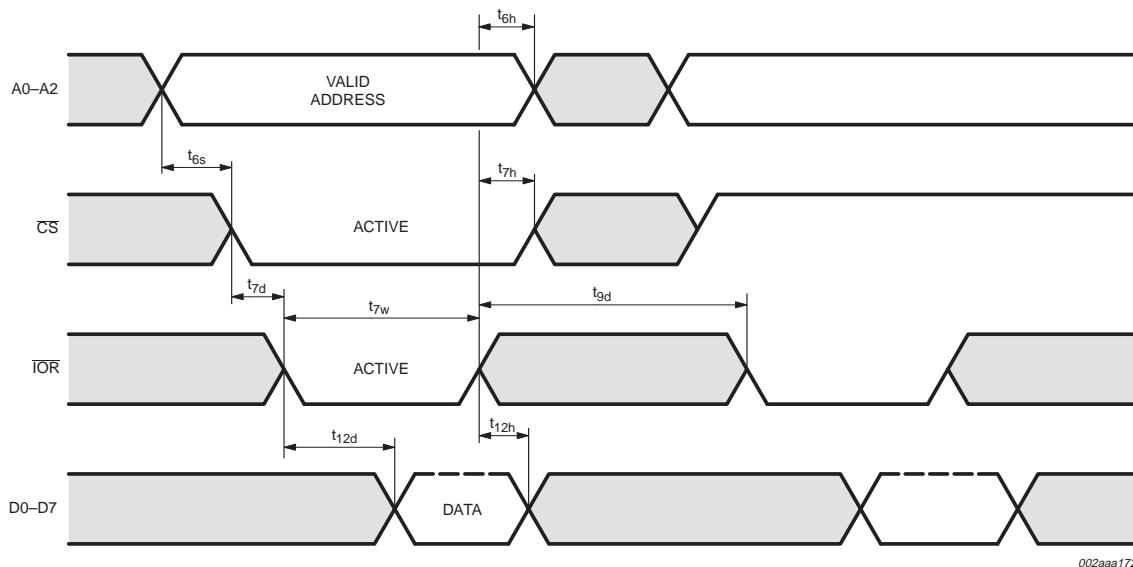 t6h
A0–A2
VALID
ADDRESS
t6s
t7h
CS
ACTIVE
t7d
t7w
t9d
IOR
ACTIVE
t12d
t12h
D0–D7
DATA
002aaa172